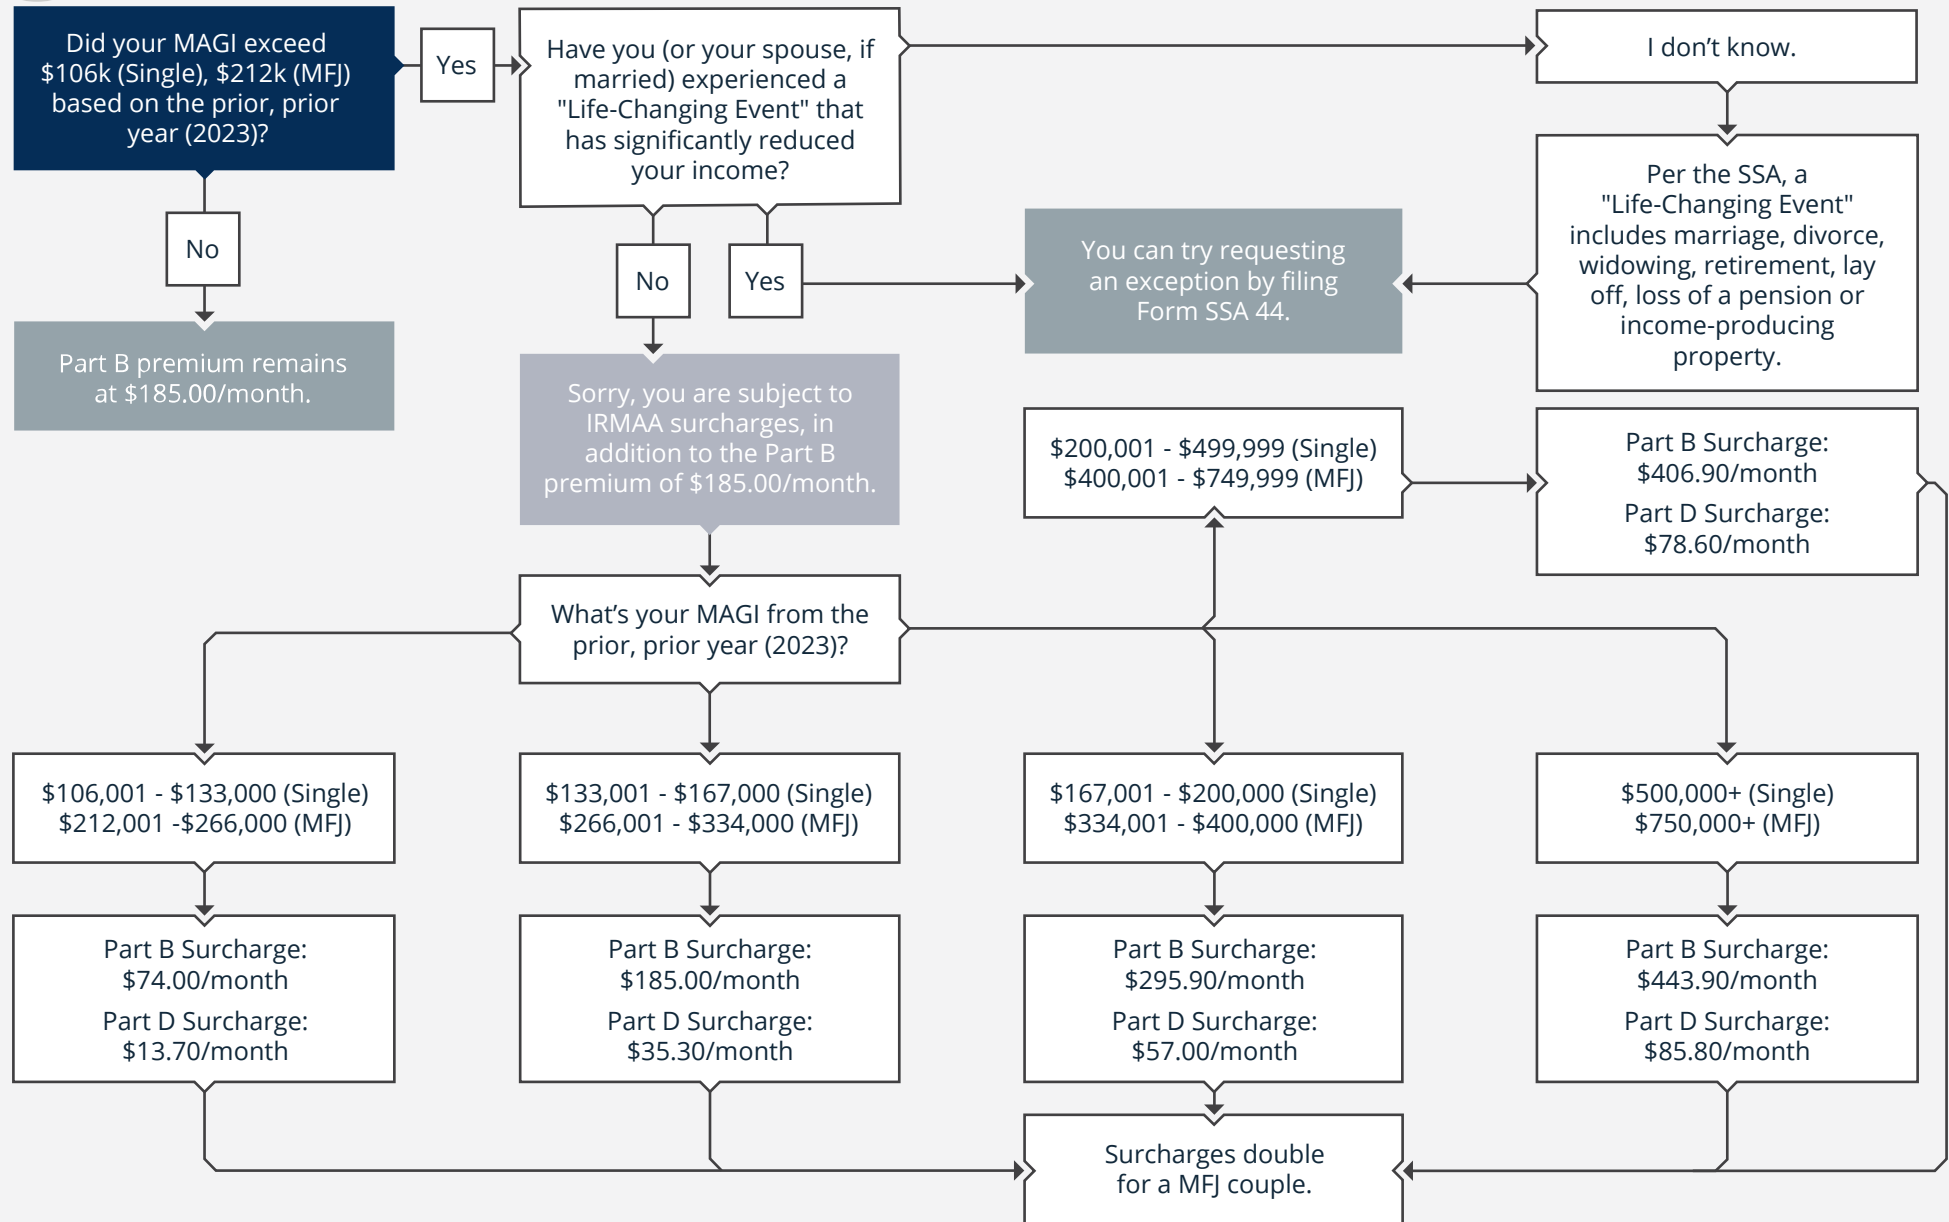 Did your MAGI exceed
$106k (Single), $212k (MFJ)
based on the prior, prior
year (2023)?
Yes
Have you (or your spouse, if
married) experienced a
"Life-Changing Event" that
has significantly reduced
your income?
I don’t know.
No
Part B premium remains
at $185.00/month.
No
Yes
You can try requesting
an exception by filing
Form SSA 44.
Per the SSA, a
"Life-Changing Event"
includes marriage, divorce,
widowing, retirement, lay
off, loss of a pension or
income-producing
property.
Sorry, you are subject to
IRMAA surcharges, in
addition to the Part B
premium of $185.00/month.
$200,001 - $499,999 (Single)
$400,001 - $749,999 (MFJ)
Part B Surcharge:
$406.90/month
Part D Surcharge:
$78.60/month
What’s your MAGI from the
prior, prior year (2023)?
$106,001 - $133,000 (Single)
$212,001 -$266,000 (MFJ)
$133,001 - $167,000 (Single)
$266,001 - $334,000 (MFJ)
$167,001 - $200,000 (Single)
$334,001 - $400,000 (MFJ)
$500,000+ (Single)
$750,000+ (MFJ)
Part B Surcharge:
$74.00/month
Part D Surcharge:
$13.70/month
Part B Surcharge:
$185.00/month
Part D Surcharge:
$35.30/month
Part B Surcharge:
$295.90/month
Part D Surcharge:
$57.00/month
Part B Surcharge:
$443.90/month
Part D Surcharge:
$85.80/month
Surcharges double
for a MFJ couple.